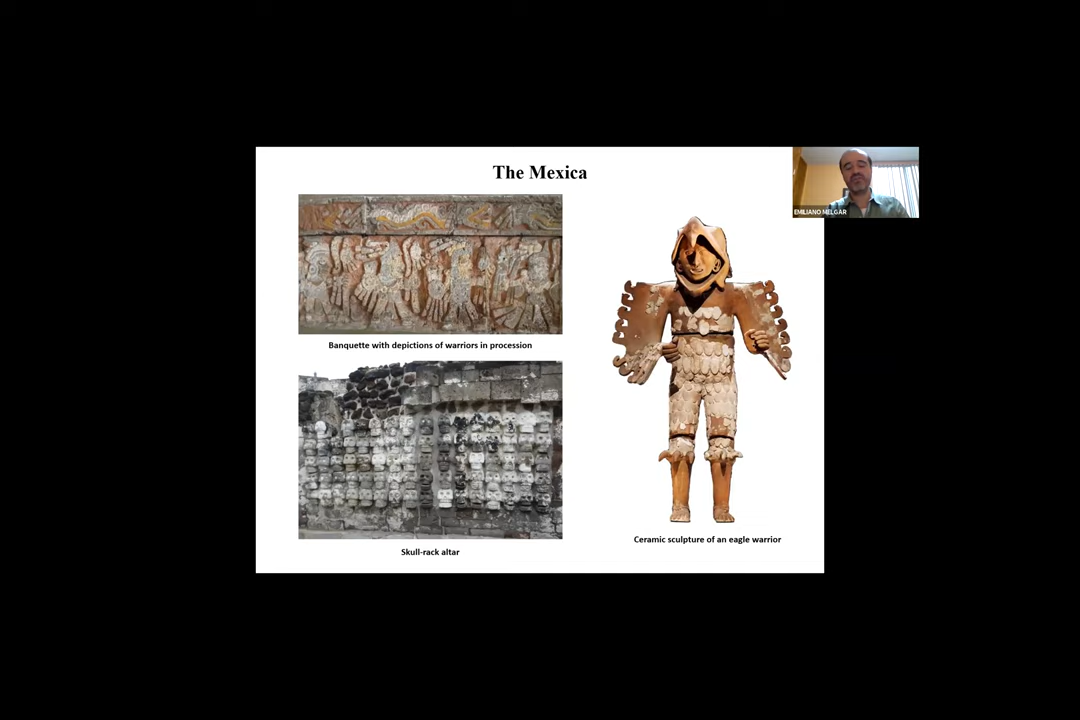 The Mexica
EMILIANO MELGAR
Banquette with depictions of warriors in procession
Skull-rack altar
Ceramic sculpture of an eagle warrior